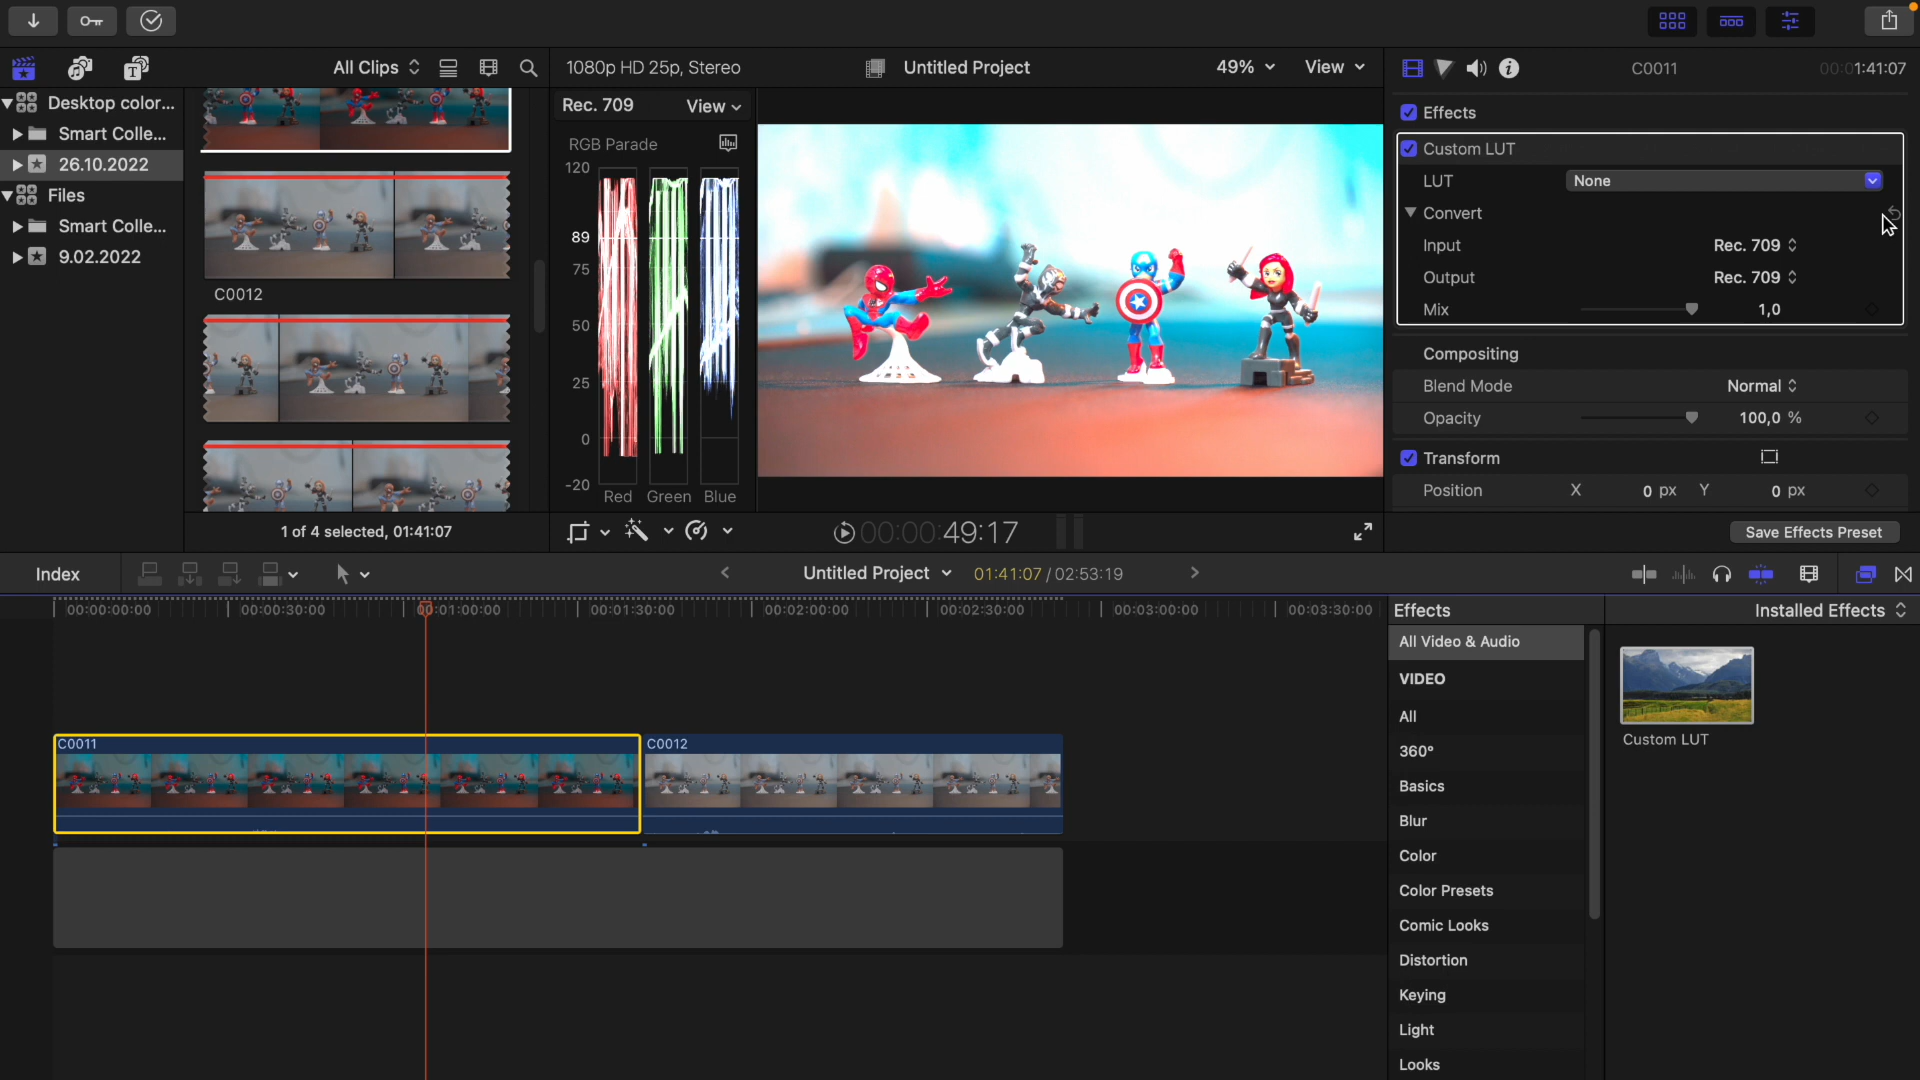 All Clips
1080p HD 25p, Stereo
Untitled Project
49%
View
C0011
00:01:41:07
Desktop color...
Smart Colle...
26.10.2022
Files
Smart Colle...
9.02.2022
C0012
1 of 4 selected, 01:41:07
Rec. 709
View
RGB Parade
120
89
75
50
25
0
-20
Red
Green
Blue
00:00:00:49:17
Effects
Custom LUT
LUT
None
Convert
Input
Rec. 709
Output
Rec. 709
Mix
1,0
Compositing
Blend Mode
Normal
Opacity
100,0 %
Transform
Position
X
0 px
Y
0 px
Save Effects Preset
Index
Untitled Project
01:41:07 / 02:53:19
00:00:00:00
00:00:30:00
00:01:00:00
00:01:30:00
00:02:00:00
00:02:30:00
00:03:00:00
00:03:30:00
C0011
C0012
Effects
Installed Effects
All Video & Audio
VIDEO
All
360°
Basics
Blur
Color
Color Presets
Comic Looks
Distortion
Keying
Light
Looks
Custom LUT